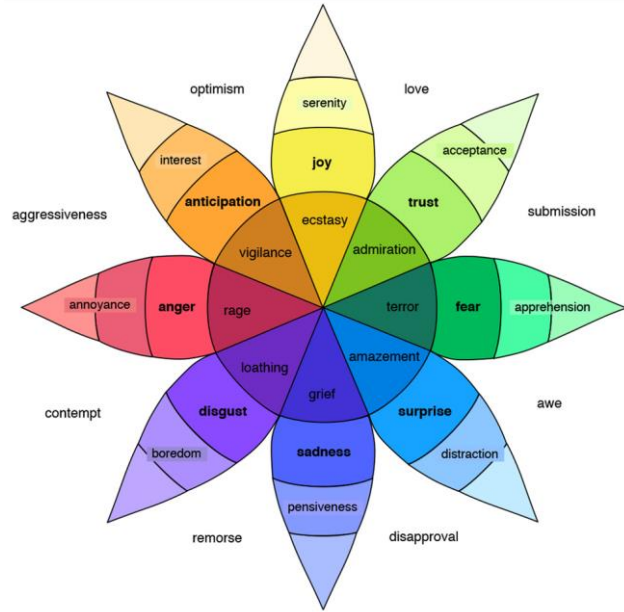 optimism
love
serenity
interest
acceptance
joy
anticipation
trust
aggressiveness
submission
ecstasy
vigilance
admiration
annoyance
anger
rage
terror
fear
apprehension
loathing
amazement
grief
contempt
disgust
surprise
awe
boredom
sadness
distraction
pensiveness
remorse
disapproval